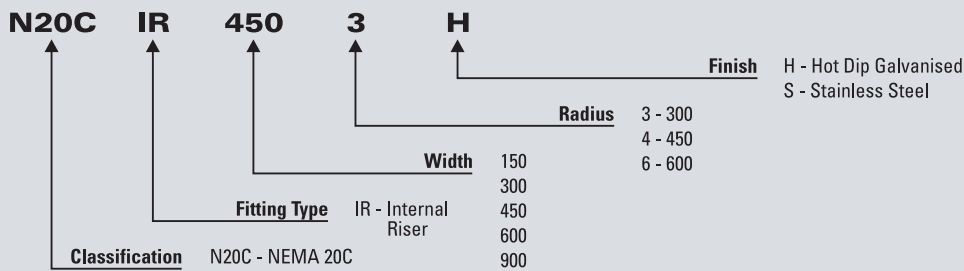 N20C IR 450 3 H
Finish H - Hot Dip Galvanised
S - Stainless Steel
Radius 3 - 300
4 - 450
6 - 600
Width 150
300
450
600
900
Fitting Type IR - Internal
Riser
Classification N20C - NEMA 20C